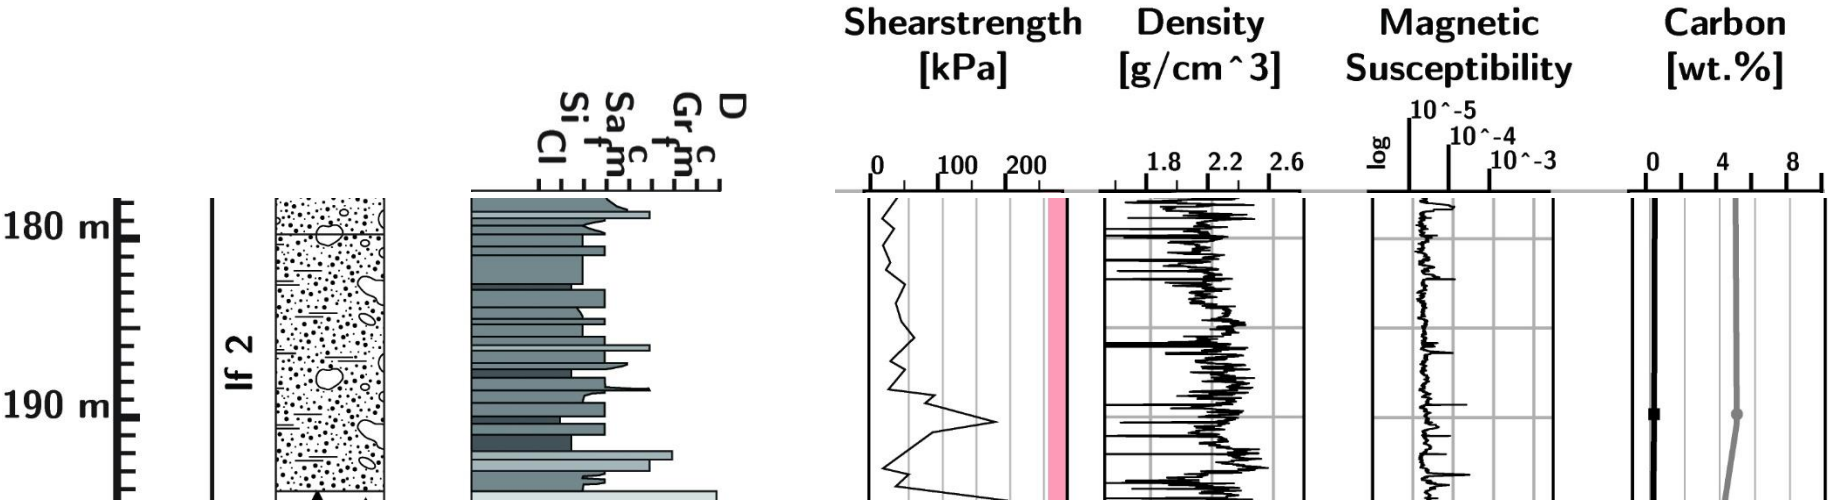 Shearstrength
[kPa]
Density
[g/cm^3]
Magnetic
Susceptibility
Carbon
[wt.%]
Cl
Si
f
Sa m
c
f
Gr m
c
D
0 100 200
1.8 2.2 2.6
log
10^-5
10^-4
10^-3
0 4 8
180 m
190 m
lf 2